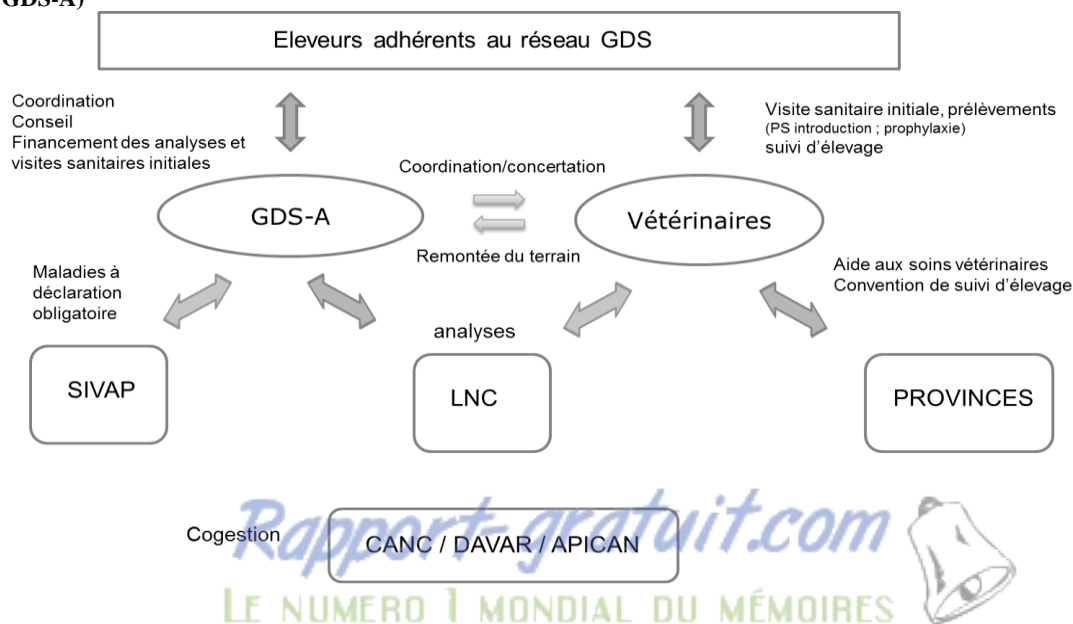 GDS-A)
Eleveurs adhérents au réseau GDS
Coordination
Conseil
Financement des analyses et
visites sanitaires initiales
Visite sanitaire initiale, prélèvements
(PS introduction ; prophylaxie)
suivi d'élevage
Coordination/concertation
GDS-A
Vétérinaires
Remontée du terrain
Maladies à
déclaration
obligatoire
Aide aux soins vétérinaires
Convention de suivi d'élevage
analyses
SIVAP
LNC
PROVINCES
Cogestion
CANC / DAVAR / APICAN
Rapport-gratuit.com
LE NUMERO 1 MONDIAL DU MÉMOIRES